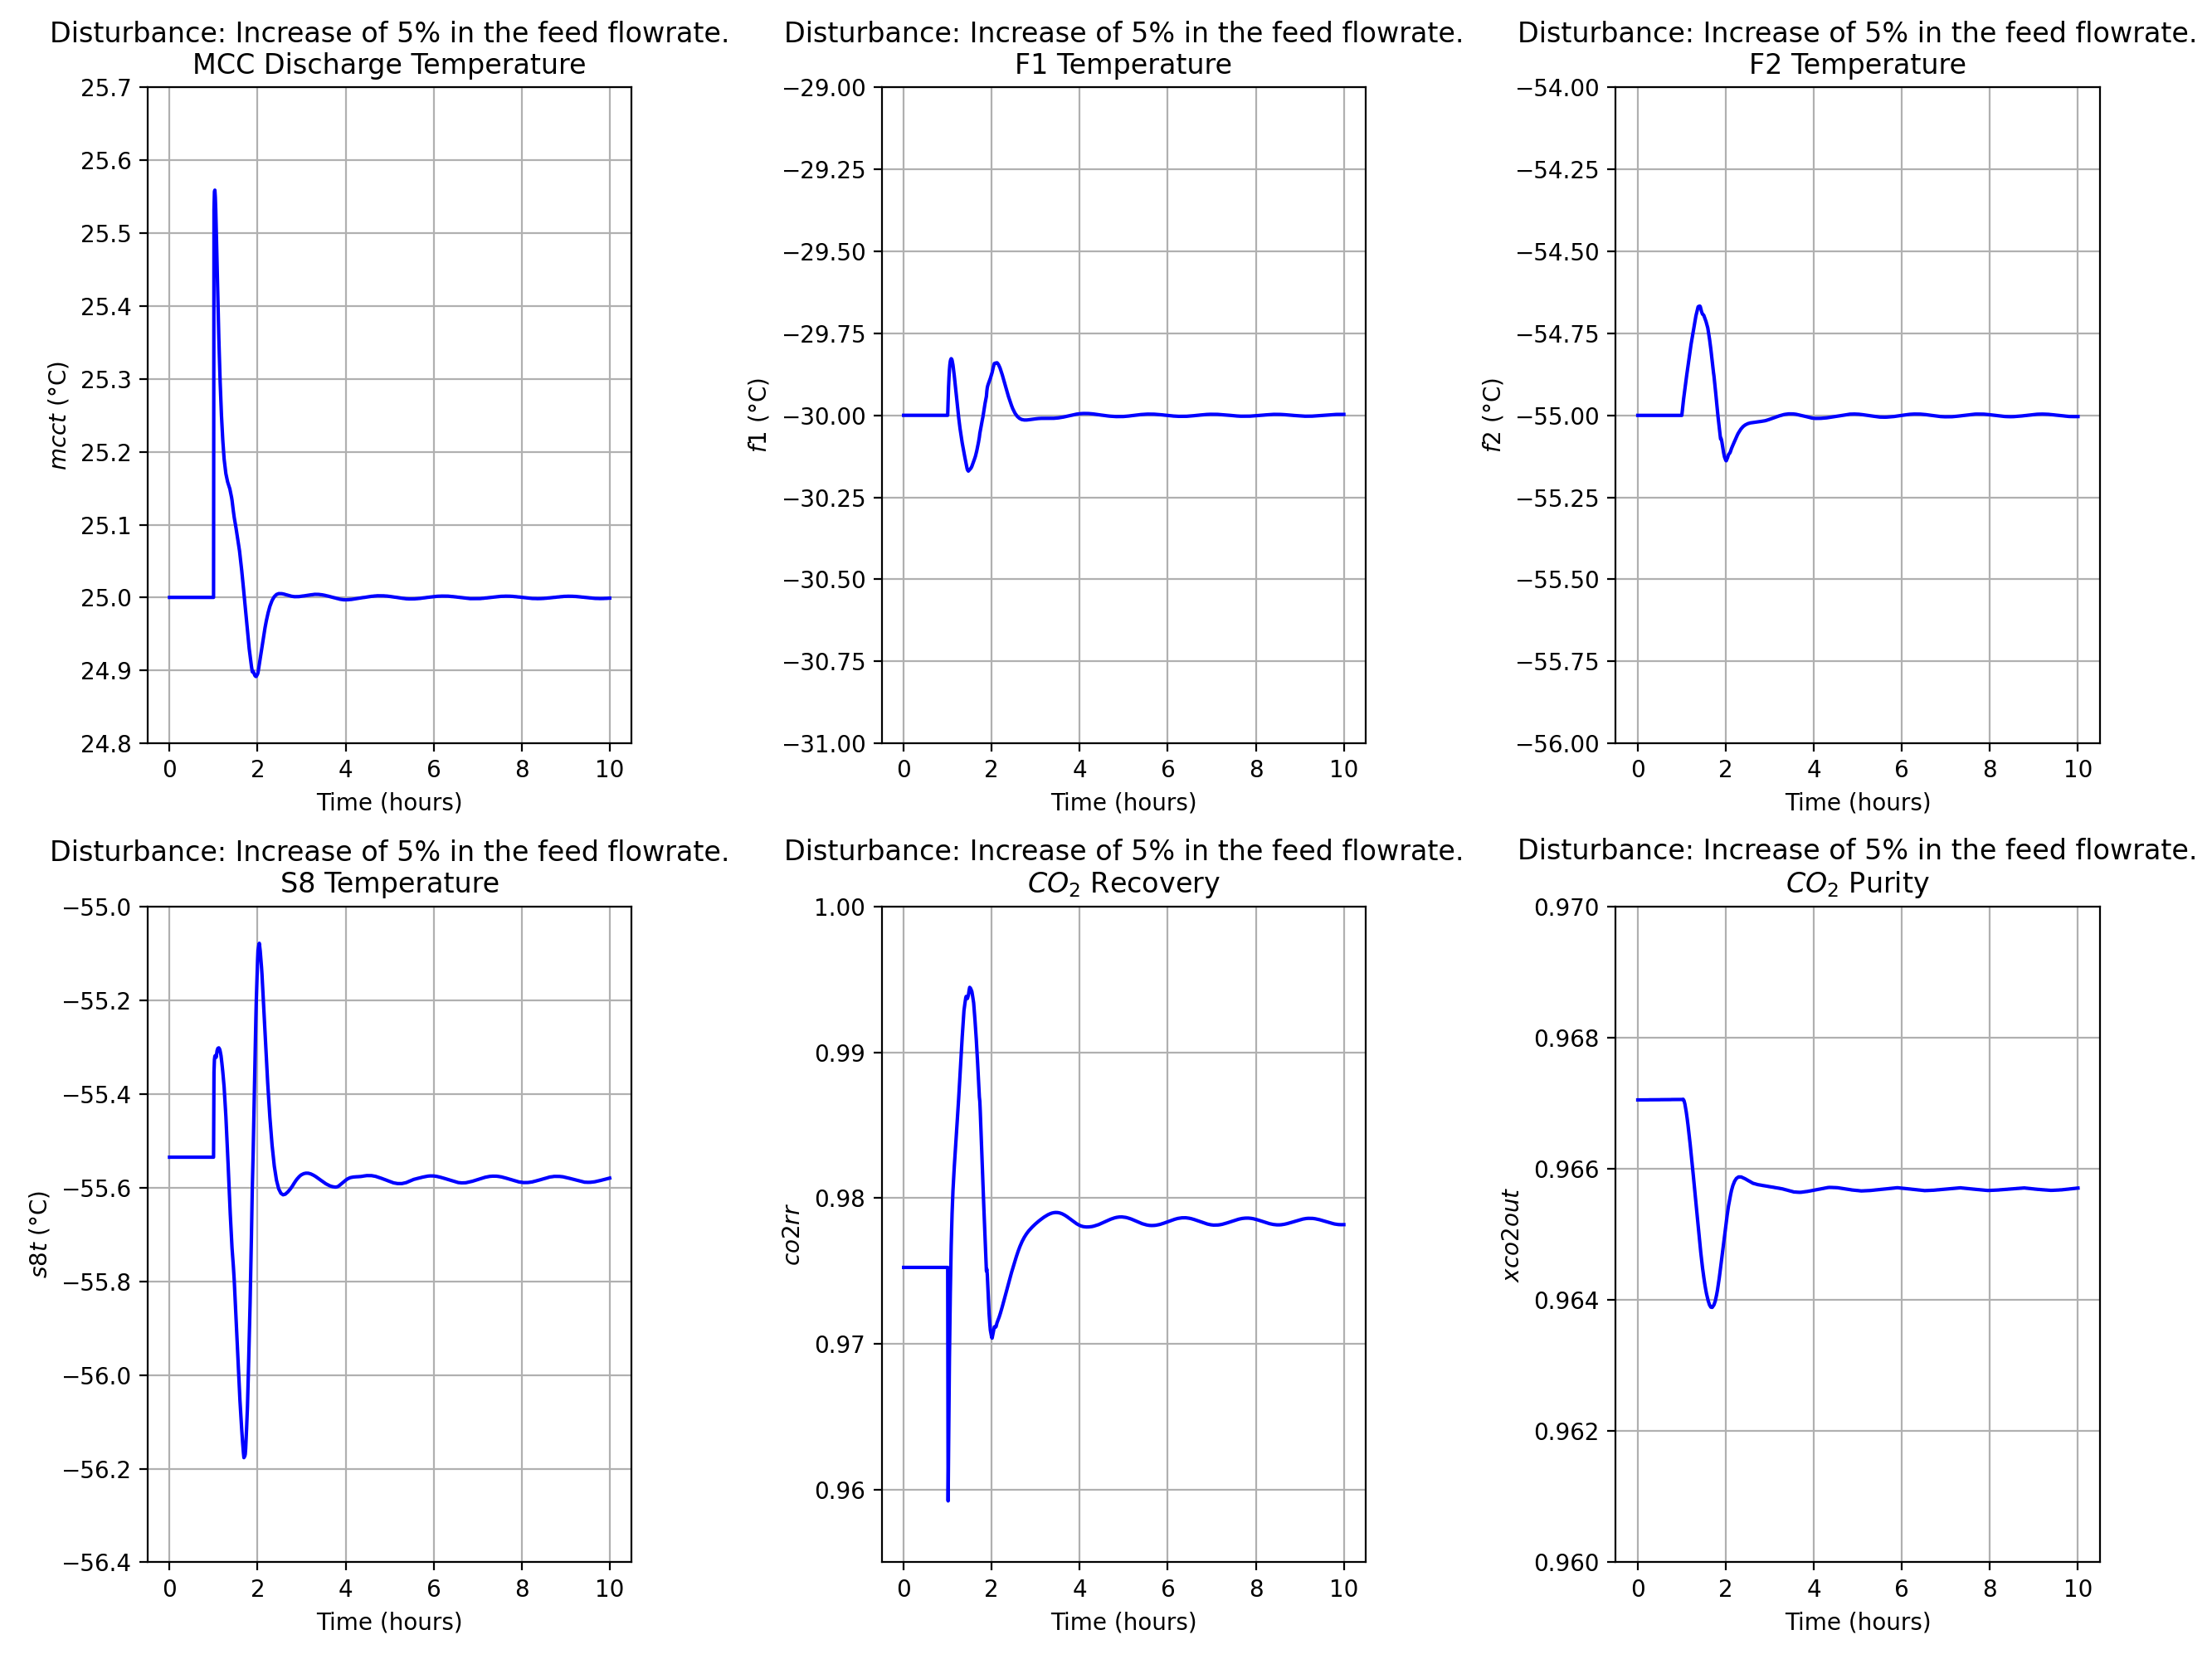 Disturbance: Increase of 5% in the feed flowrate.
MCC Discharge Temperature
25.7
25.6
25.5
25.4
25.3
25.2
25.1
25.0
24.9
24.8
mcct (°C)
0 2 4 6 8 10
Time (hours)
Disturbance: Increase of 5% in the feed flowrate.
F1 Temperature
−29.00
−29.25
−29.50
−29.75
−30.00
−30.25
−30.50
−30.75
−31.00
f1 (°C)
0 2 4 6 8 10
Time (hours)
Disturbance: Increase of 5% in the feed flowrate.
F2 Temperature
−54.00
−54.25
−54.50
−54.75
−55.00
−55.25
−55.50
−55.75
−56.00
f2 (°C)
0 2 4 6 8 10
Time (hours)
Disturbance: Increase of 5% in the feed flowrate.
S8 Temperature
−55.0
−55.2
−55.4
−55.6
−55.8
−56.0
−56.2
−56.4
s8t (°C)
0 2 4 6 8 10
Time (hours)
Disturbance: Increase of 5% in the feed flowrate.
CO₂ Recovery
1.00
0.99
0.98
0.97
0.96
co2rr
0 2 4 6 8 10
Time (hours)
Disturbance: Increase of 5% in the feed flowrate.
CO₂ Purity
0.970
0.968
0.966
0.964
0.962
0.960
xco2out
0 2 4 6 8 10
Time (hours)